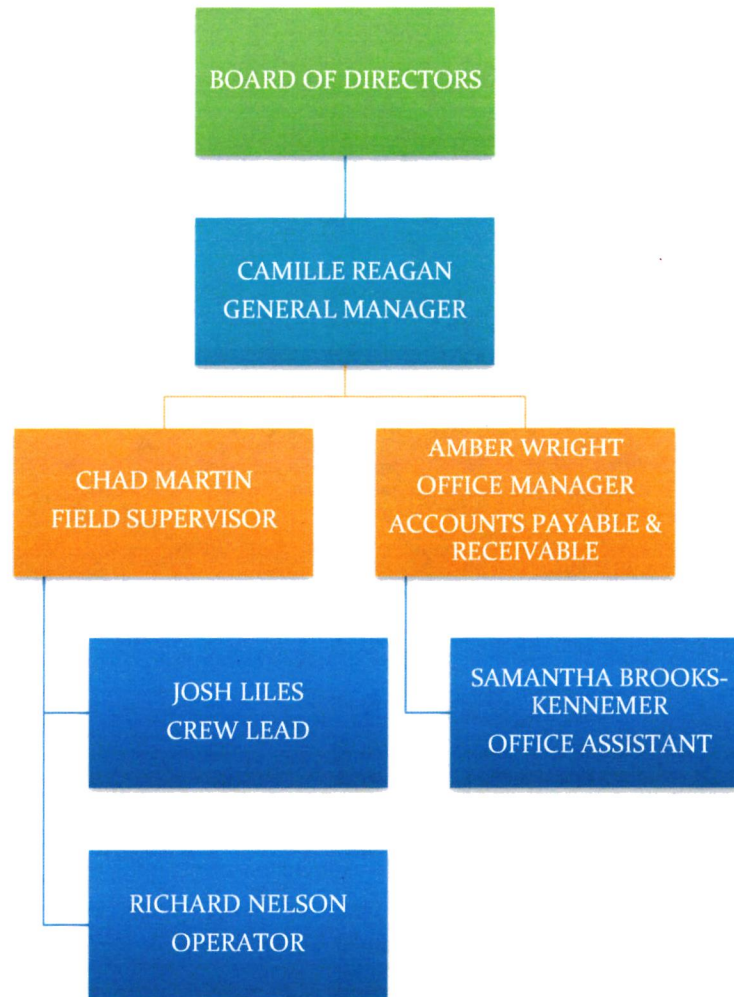 BOARD OF DIRECTORS
CAMILLE REAGAN
GENERAL MANAGER
CHAD MARTIN
FIELD SUPERVISOR
AMBER WRIGHT
OFFICE MANAGER
ACCOUNTS PAYABLE &
RECEIVABLE
JOSH LILES
CREW LEAD
SAMANTHA BROOKS-
KENNEMER
OFFICE ASSISTANT
RICHARD NELSON
OPERATOR